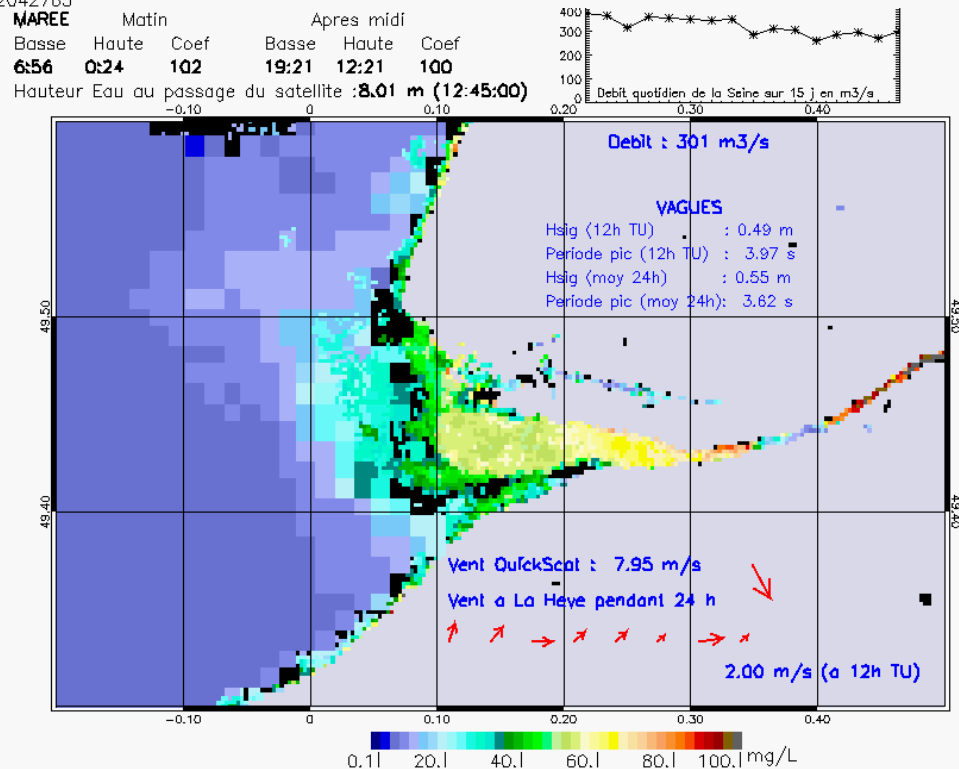 MAREE Matin Apres midi
Basse Haute Coef Basse Haute Coef
6:56 0:24 102 19:21 12:21 100
Hauteur Eau au passage du satellite :8.01 m (12:45:00)
400
300
200
100
0
Debit quotidien de la Seine sur 15 j en m3/s
-0.10 0 0.10 0.20 0.30 0.40
Debit : 301 m3/s
VAGUES
Hsig (12h TU) : 0.49 m
Periode pic (12h TU) : 3.97 s
Hsig (moy 24h) : 0.55 m
Periode pic (moy 24h): 3.62 s
49.50 49.50
49.40 49.40
Vent QuickScat : 7.95 m/s
Vent a La Heve pendant 24 h
2.00 m/s (a 12h TU)
-0.10 0 0.10 0.20 0.30 0.40
0.1| 20.| 40.| 60.| 80.| 100.| mg/L